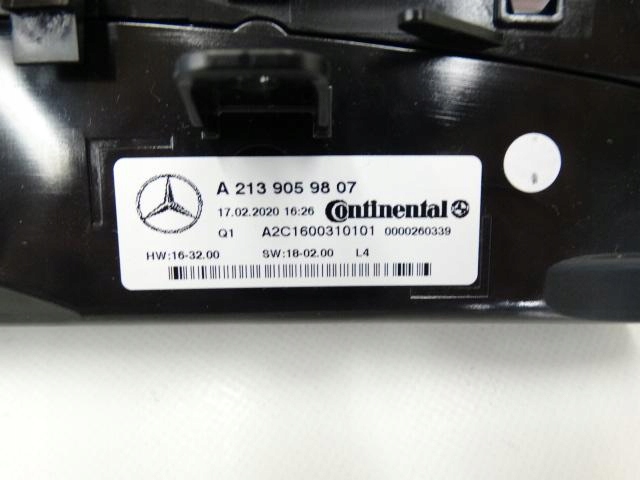 A 213 905 98 07
17.02.2020 16:26 Continental
Q1 A2C1600310101 0000260339
HW:16-32.00 SW:18-02.00 L4